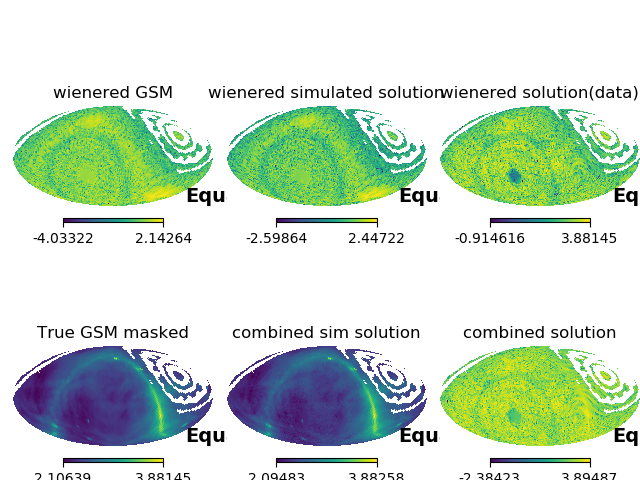 wienered GSM
wienered simulated solution
wienered solution(data)
Equ
Equ
Eq
-4.03322 2.14264
-2.59864 2.44722
-0.914616 3.88145
True GSM masked
combined sim solution
combined solution
Equ
Equ
Eq
2.10639 3.88145
2.09483 3.88258
-2.38423 3.89487